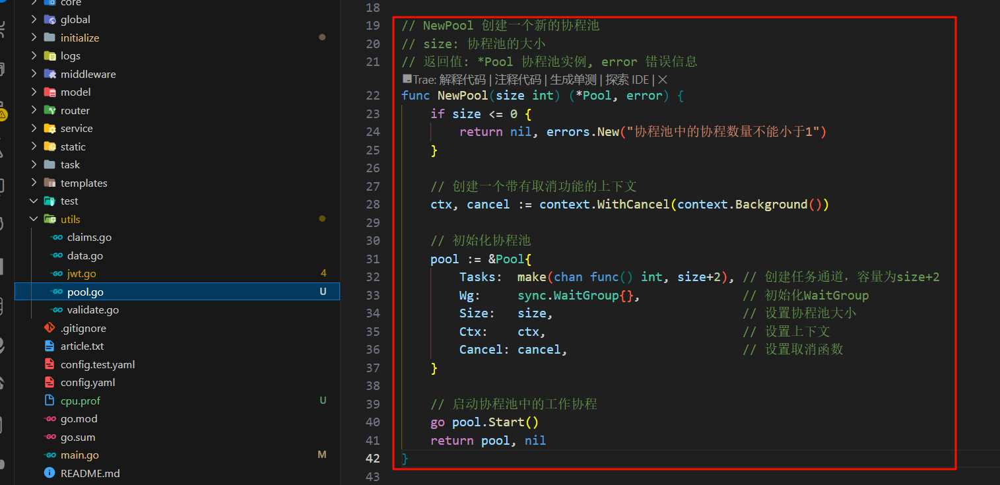 core
global
initialize
logs
middleware
model
router
service
static
task
templates
test
utils
claims.go
data.go
jwt.go 4
pool.go U
validate.go
.gitignore
article.txt
config.test.yaml
config.yaml
cpu.prof U
go.mod
go.sum
main.go M
README.md
18
19 // NewPool 创建一个新的协程池
20 // size: 协程池的大小
21 // 返回值: *Pool 协程池实例, error 错误信息
Trae: 解释代码 | 注释代码 | 生成单测 | 探索 IDE | ×
22 func NewPool(size int) (*Pool, error) {
23 if size <= 0 {
24 return nil, errors.New("协程池中的协程数量不能小于1")
25 }
26
27 // 创建一个带有取消功能的上下文
28 ctx, cancel := context.WithCancel(context.Background())
29
30 // 初始化协程池
31 pool := &Pool{
32 Tasks: make(chan func() int, size+2), // 创建任务通道，容量为size+2
33 Wg: sync.WaitGroup{}, // 初始化WaitGroup
34 Size: size, // 设置协程池大小
35 Ctx: ctx, // 设置上下文
36 Cancel: cancel, // 设置取消函数
37 }
38
39 // 启动协程池中的工作协程
40 go pool.Start()
41 return pool, nil
42 }
43